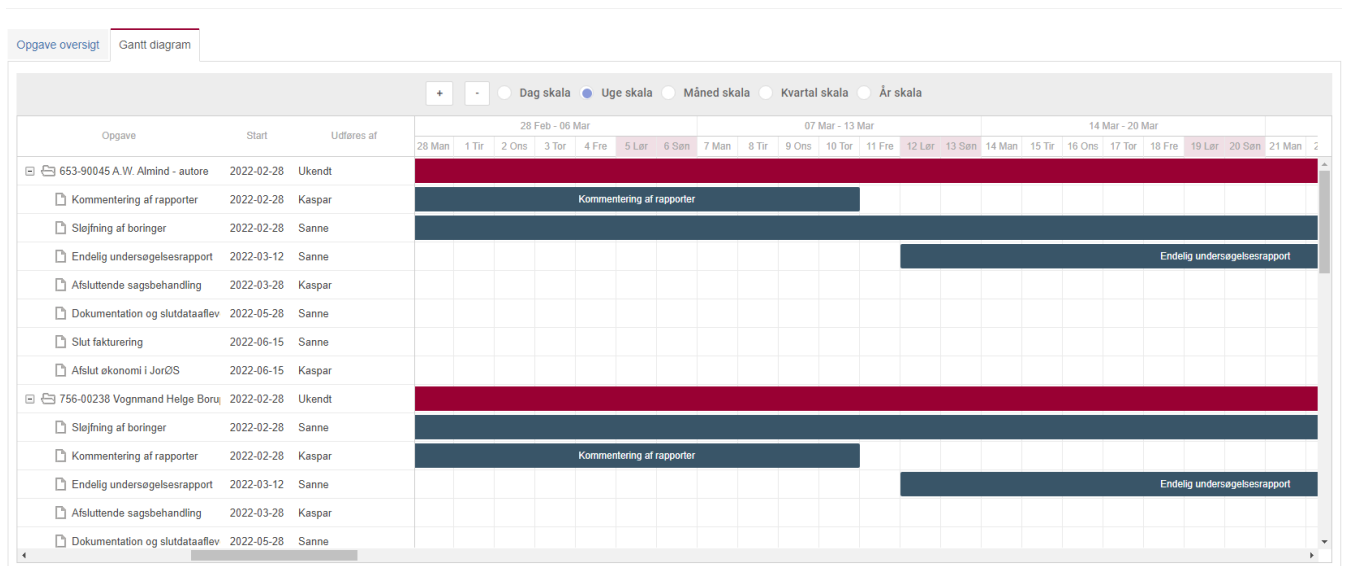 Opgave oversigt Gantt diagram
+ - Dag skala Uge skala Måned skala Kvartal skala År skala
Opgave Start Udføres af 28 Feb - 06 Mar 07 Mar - 13 Mar 14 Mar - 20 Mar
28 Man 1 Tir 2 Ons 3 Tor 4 Fre 5 Lør 6 Søn 7 Man 8 Tir 9 Ons 10 Tor 11 Fre 12 Lør 13 Søn 14 Man 15 Tir 16 Ons 17 Tor 18 Fre 19 Lør 20 Søn 21 Man 2
653-90045 A.W. Almind - autore 2022-02-28 Ukendt
Kommentering af rapporter 2022-02-28 Kaspar Kommentering af rapporter
Sløjfning af boringer 2022-02-28 Sanne
Endelig undersøgelsesrapport 2022-03-12 Sanne Endelig undersøgelsesrapport
Afsluttende sagsbehandling 2022-03-28 Kaspar
Dokumentation og slutdataaflev 2022-05-28 Sanne
Slut fakturering 2022-06-15 Sanne
Afslut økonomi i JorØS 2022-06-15 Kaspar
756-00238 Vognmand Helge Boru 2022-02-28 Ukendt
Sløjfning af boringer 2022-02-28 Sanne
Kommentering af rapporter 2022-02-28 Kaspar Kommentering af rapporter
Endelig undersøgelsesrapport 2022-03-12 Sanne Endelig undersøgelsesrapport
Afsluttende sagsbehandling 2022-03-28 Kaspar
Dokumentation og slutdataaflev 2022-05-28 Sanne